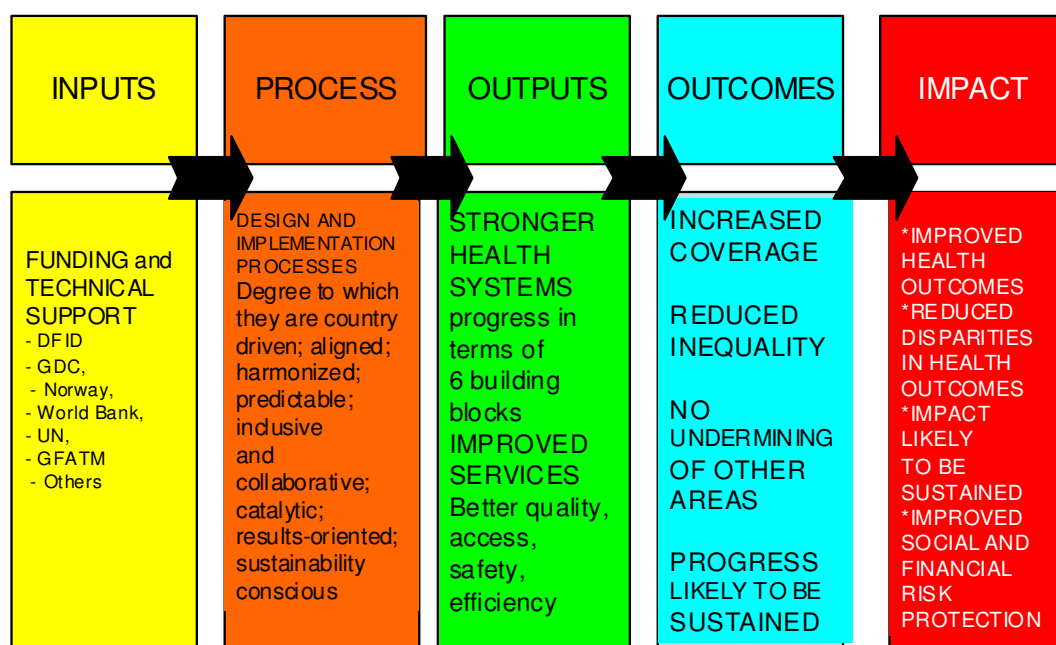 INPUTS
PROCESS
OUTPUTS
OUTCOMES
IMPACT
FUNDING and
TECHNICAL
SUPPORT
- DFID
- GDC,
- Norway,
- World Bank,
- UN,
- GFATM
- Others
DESIGN AND
IMPLEMENTATION
PROCESSES
Degree to which
they are country
driven; aligned;
harmonized;
predictable;
inclusive
and
collaborative;
catalytic;
results-oriented;
sustainability
conscious
STRONGER
HEALTH
SYSTEMS
progress in
terms of
6 building
blocks
IMPROVED
SERVICES
Better quality,
access,
safety,
efficiency
INCREASED
COVERAGE
REDUCED
INEQUALITY
NO
UNDERMINING
OF OTHER
AREAS
PROGRESS
LIKELY TO BE
SUSTAINED
*IMPROVED
HEALTH
OUTCOMES
*REDUCED
DISPARITIES
IN HEALTH
OUTCOMES
*IMPACT
LIKELY
TO BE
SUSTAINED
*IMPROVED
SOCIAL AND
FINANCIAL
RISK
PROTECTION